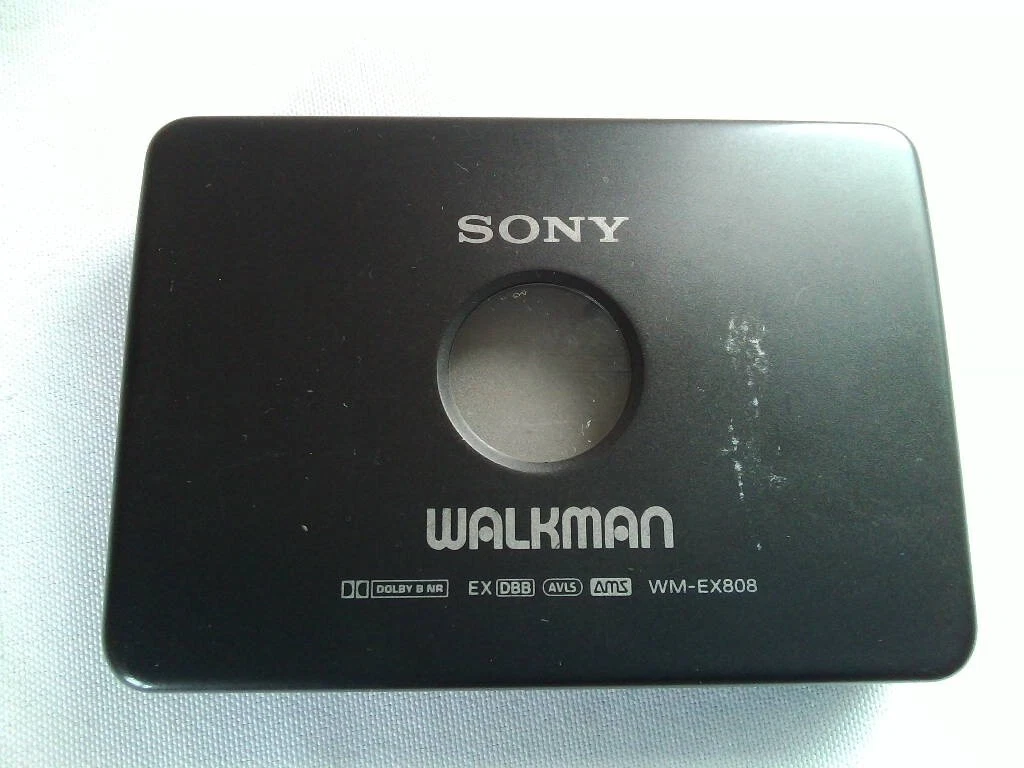 SONY
WALKMAN
DOLBY B NR EX DBB AVLS AMS WM-EX808